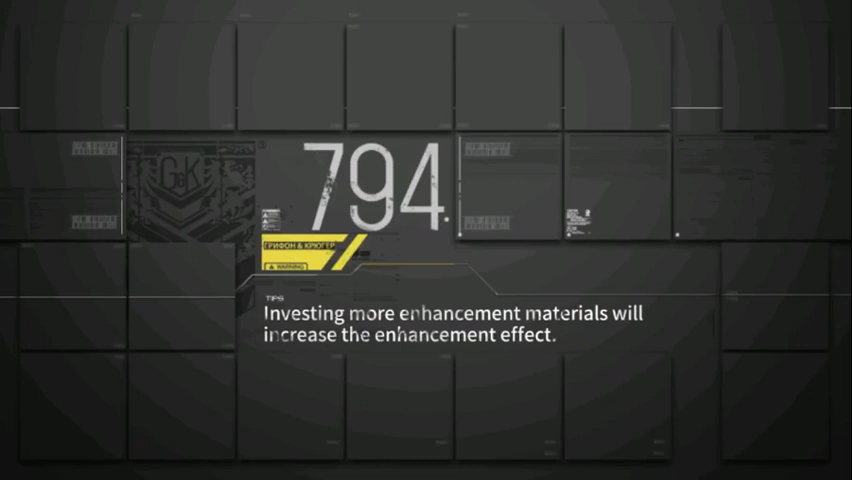 G&K
794.
ГРИФОН & КРЮГЕР
WARNING
TIPS
Investing more enhancement materials will
increase the enhancement effect.